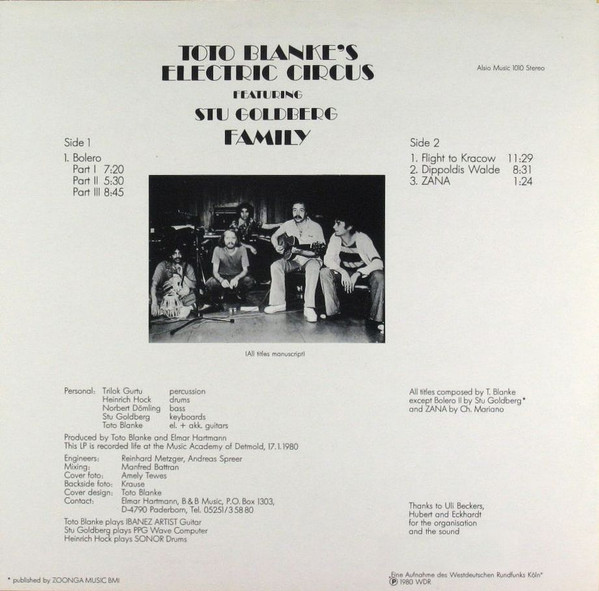 TOTO BLANKE'S
ELECTRIC CIRCUS
FEATURING
STU GOLDBERG
FAMILY
Alsia Music 1010 Stereo
Side 1
1. Bolero
Part I 7:20
Part II 5:30
Part III 8:45
Side 2
1. Flight to Kracow 11:29
2. Dippoldis Walde 8:31
3. ZANA 1:24
(All titles manuscript)
Personal: Trilok Gurtu percussion
Heinrich Hock drums
Norbert Dömling bass
Stu Goldberg keyboards
Toto Blanke el. + akk. guitars
Produced by Toto Blanke and Elmar Hartmann
This LP is recorded life at the Music Academy of Detmold, 17.1.1980
Engineers: Reinhard Metzger, Andreas Spreer
Mixing: Manfred Battran
Cover foto: Amely Tewes
Backside foto: Krause
Cover design: Toto Blanke
Contact: Elmar Hartmann, B & B Music, P.O. Box 1303,
D-4790 Paderborn, Tel. 05251/3 58 80
Toto Blanke plays IBANEZ ARTIST Guitar
Stu Goldberg plays PPG Wave Computer
Heinrich Hock plays SONOR Drums
All titles composed by T. Blanke
except Bolero II by Stu Goldberg*
and ZANA by Ch. Mariano
Thanks to Uli Beckers,
Hubert and Eckhardt
for the organisation
and the sound
* published by ZOONGA MUSIC BMI
„Eine Aufnahme des Westdeutschen Rundfunks Köln"
Ⓟ 1980 WDR